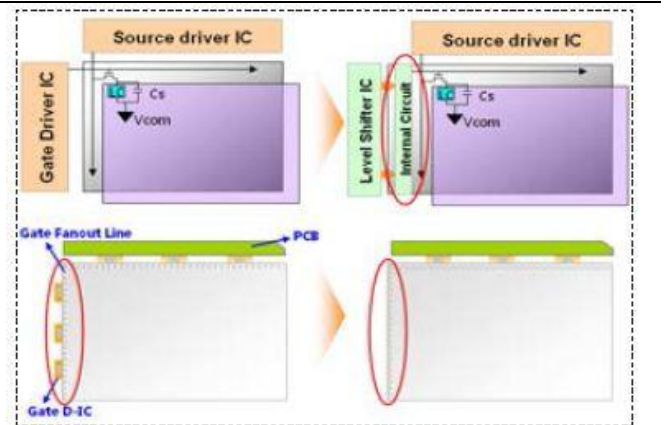 Source driver IC
Gate Driver IC
LC
Cs
Vcom
Source driver IC
Level Shifter IC
Internal Circuit
LC
Cs
Vcom
Gate Fanout Line
PCB
Gate D-IC